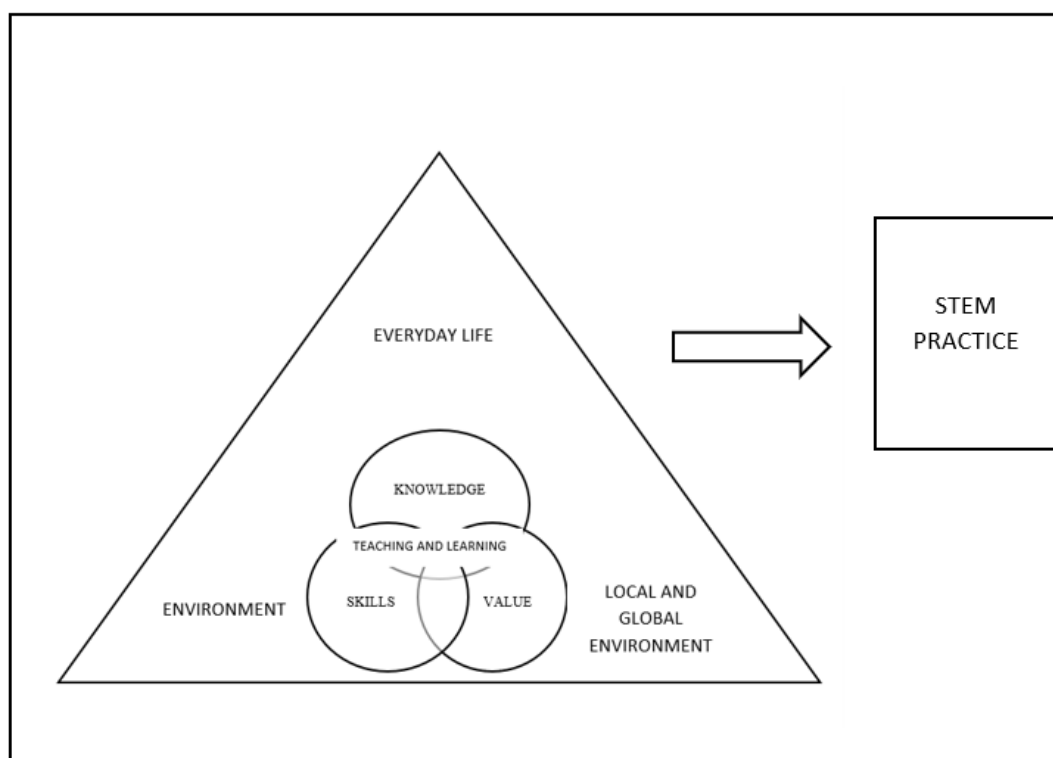 EVERYDAY LIFE
STEM
PRACTICE
KNOWLEDGE
TEACHING AND LEARNING
SKILLS
VALUE
ENVIRONMENT
LOCAL AND
GLOBAL
ENVIRONMENT